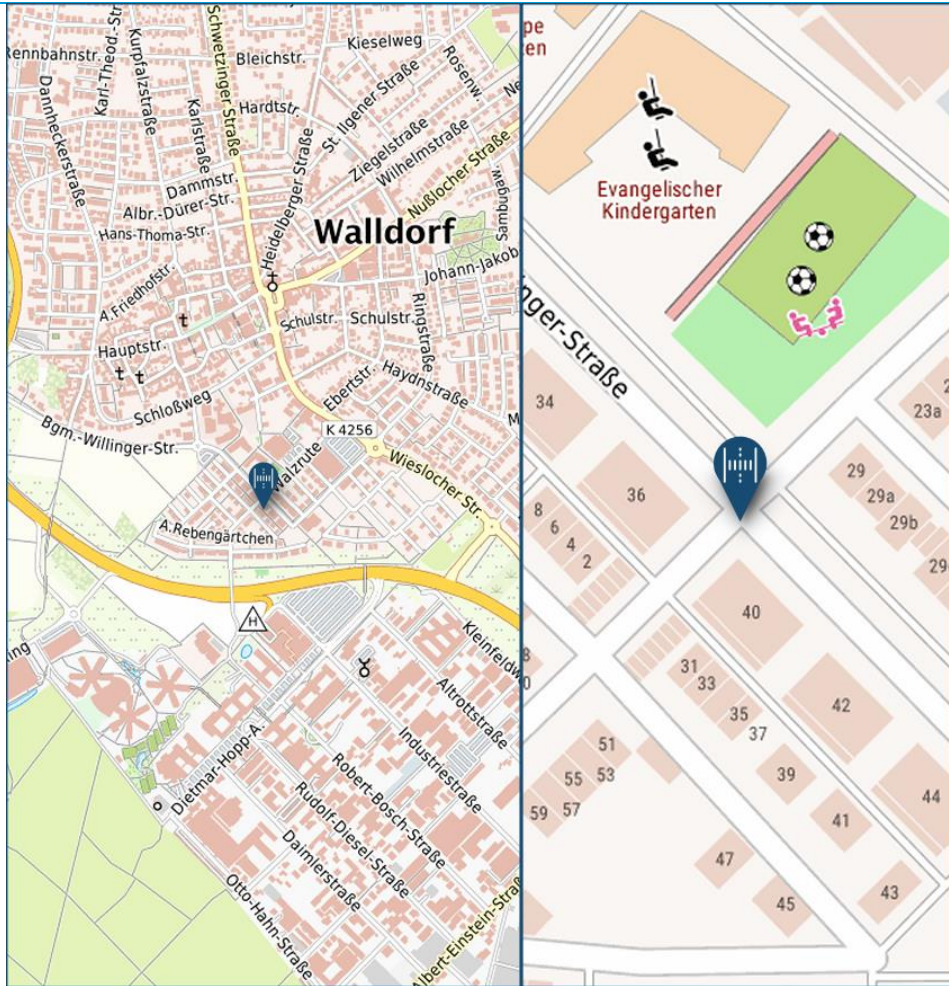 Rennbahnstr.
Karl-Theod.-Str.
Kurpfalzstraße
Schwetzinger Straße
Kieselweg
Bleichstr.
Rosenw.
Dannheckerstraße
Karlstraße
Hardtstr.
St. Ilgener Straße
Ziegelstraße
Wilhelmstraße
Nußlocher Straße
Dammstr.
Albr.-Dürer-Str.
Hans-Thoma-Str.
Heidelberger Straße
Walldorf
Sambugaw.
A.Friedhofstr.
Johann-Jakob
Schulstr.
Schulstr.
Ringstraße
Hauptstr.
Haydnstraße
Ebertstr.
Schloßweg
K 4256
Bgm.-Willinger-Str.
Walzrute
Wieslocher Str.
A.Rebengärtchen
H
Kleinfeldw
Altrottstraße
Industriestraße
Dietmar-Hopp-A.
Robert-Bosch-Straße
Rudolf-Diesel-Straße
Daimlerstraße
Otto-Hahn-Straße
Albert-Einstein-Straß
Evangelischer
Kindergarten
nger-Straße
34
23a
36
29
29a
29b
8
6
4
2
40
31
33
35
37
42
51
53
55
57
59
39
41
44
47
45
43